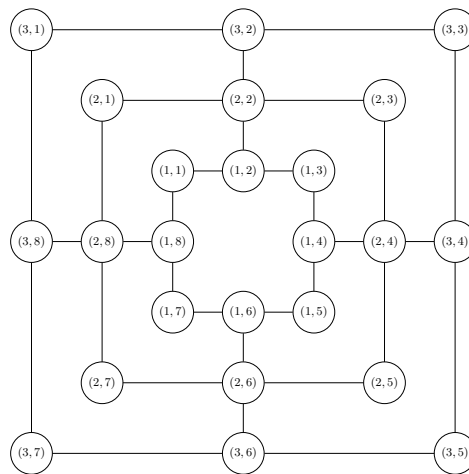 (3, 1) (3, 2) (3, 3)
(2, 1) (2, 2) (2, 3)
(1, 1) (1, 2) (1, 3)
(3, 8) (2, 8) (1, 8) (1, 4) (2, 4) (3, 4)
(1, 7) (1, 6) (1, 5)
(2, 7) (2, 6) (2, 5)
(3, 7) (3, 6) (3, 5)